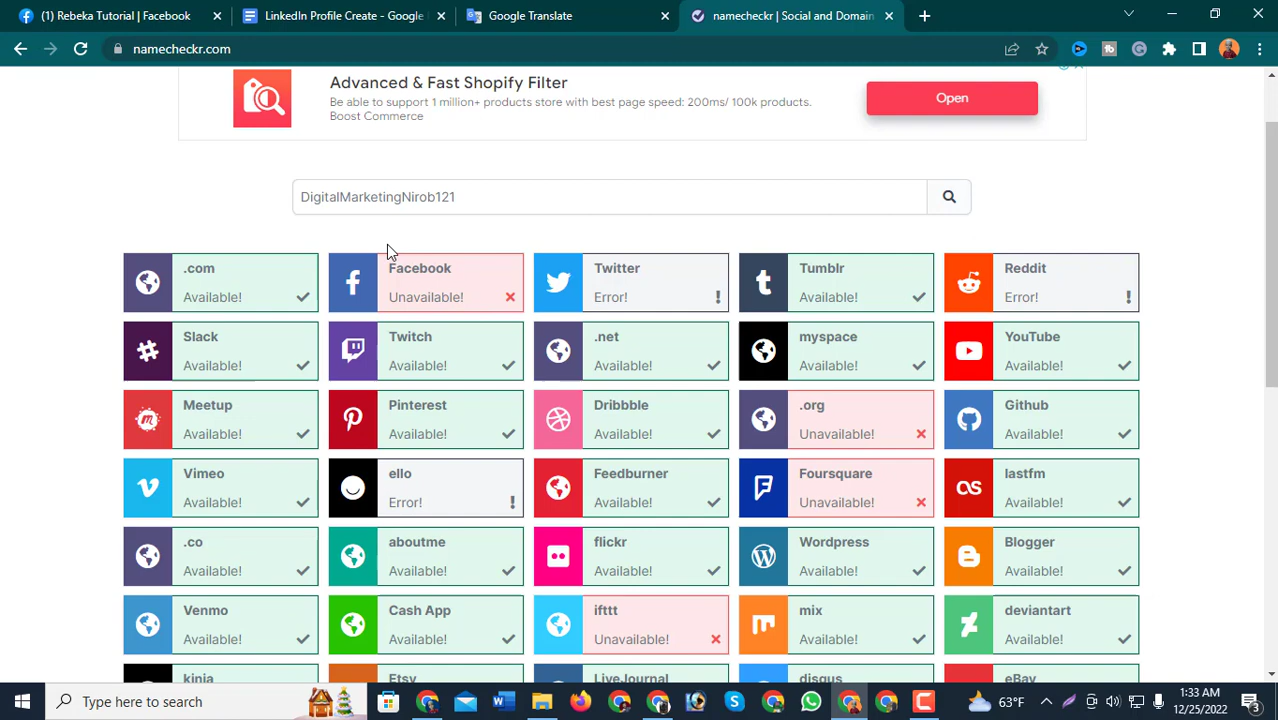 (1) Rebeka Tutorial | Facebook
LinkedIn Profile Create - Google
Google Translate
namecheckr | Social and Domain
namecheckr.com
Advanced & Fast Shopify Filter
Be able to support 1 million+ products store with best page speed: 200ms/ 100k products.
Boost Commerce
Open
DigitalMarketingNirob121
.com
Available!
Facebook
Unavailable!
Twitter
Error!
Tumblr
Available!
Reddit
Error!
Slack
Available!
Twitch
Available!
.net
Available!
myspace
Available!
YouTube
Available!
Meetup
Available!
Pinterest
Available!
Dribbble
Available!
.org
Unavailable!
Github
Available!
Vimeo
Available!
ello
Error!
Feedburner
Available!
Foursquare
Unavailable!
lastfm
Available!
.co
Available!
aboutme
Available!
flickr
Available!
Wordpress
Available!
Blogger
Available!
Venmo
Available!
Cash App
Available!
ifttt
Unavailable!
mix
Available!
deviantart
Available!
kinja
Etsy
LiveJournal
disqus
eBay
Type here to search
63°F
1:33 AM
12/25/2022
3